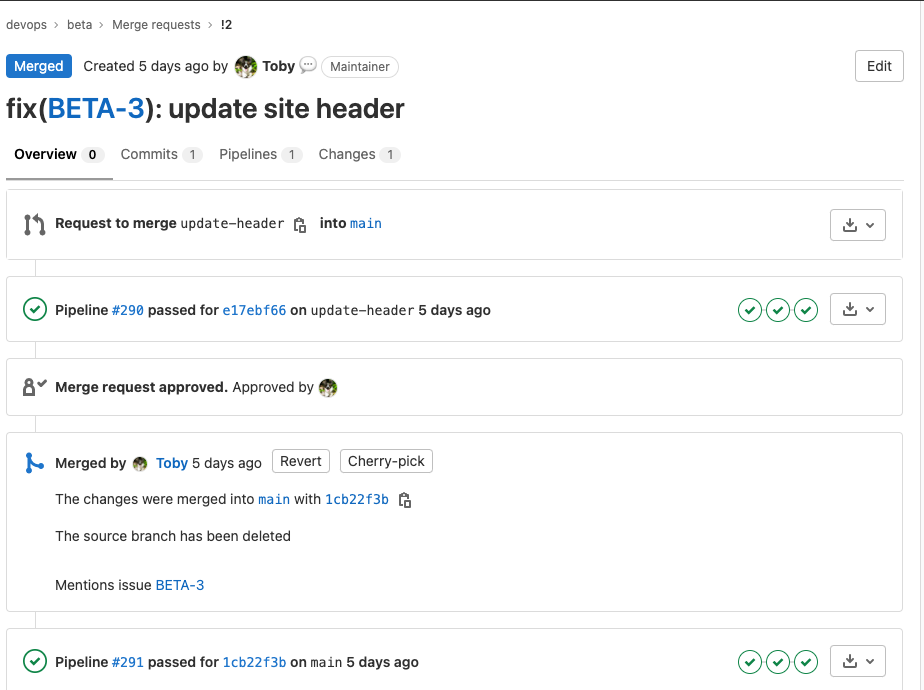 devops › beta › Merge requests › !2
Merged Created 5 days ago by Toby Maintainer Edit
fix(BETA-3): update site header
Overview 0 Commits 1 Pipelines 1 Changes 1
Request to merge update-header into main
Pipeline #290 passed for e17ebf66 on update-header 5 days ago
Merge request approved. Approved by
Merged by Toby 5 days ago Revert Cherry-pick
The changes were merged into main with 1cb22f3b
The source branch has been deleted
Mentions issue BETA-3
Pipeline #291 passed for 1cb22f3b on main 5 days ago